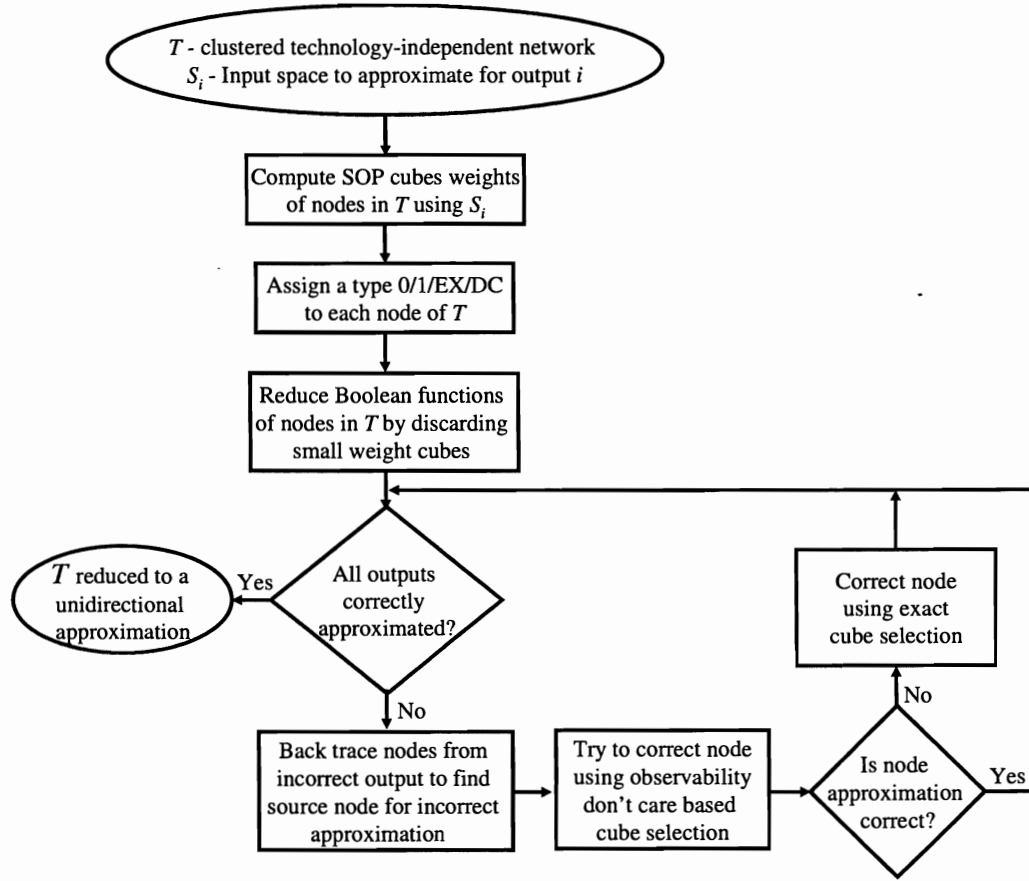 T - clustered technology-independent network
S_i - Input space to approximate for output i
Compute SOP cubes weights
of nodes in T using S_i
Assign a type 0/1/EX/DC
to each node of T
Reduce Boolean functions
of nodes in T by discarding
small weight cubes
All outputs
correctly
approximated?
Yes
T reduced to a
unidirectional
approximation
No
Back trace nodes from
incorrect output to find
source node for incorrect
approximation
Try to correct node
using observability
don't care based
cube selection
Is node
approximation
correct?
Yes
No
Correct node
using exact
cube selection